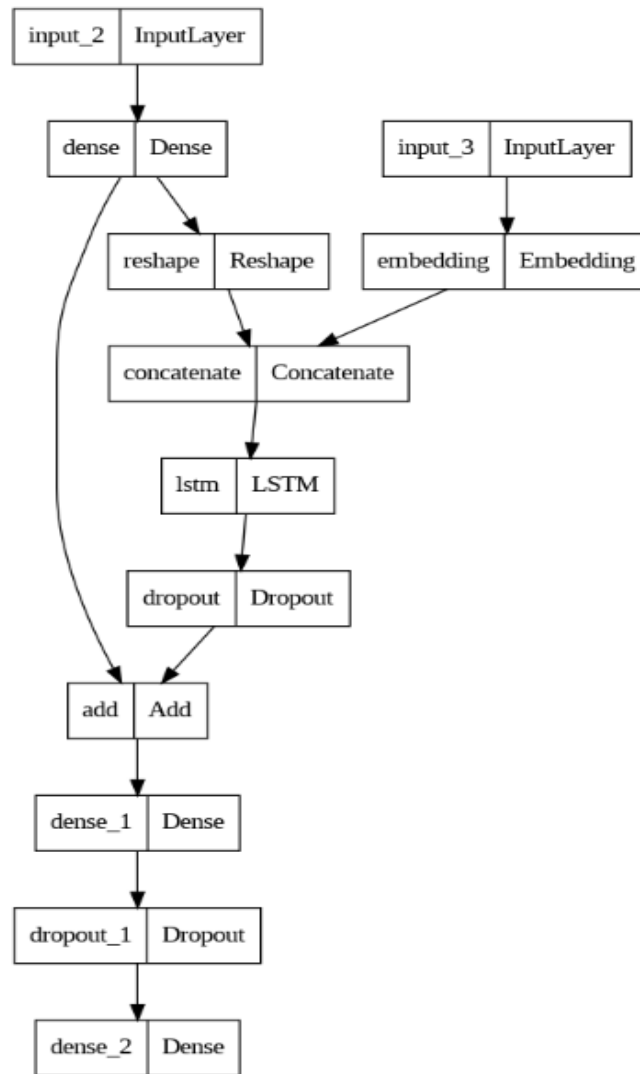 input_2 InputLayer
dense Dense
input_3 InputLayer
reshape Reshape
embedding Embedding
concatenate Concatenate
lstm LSTM
dropout Dropout
add Add
dense_1 Dense
dropout_1 Dropout
dense_2 Dense